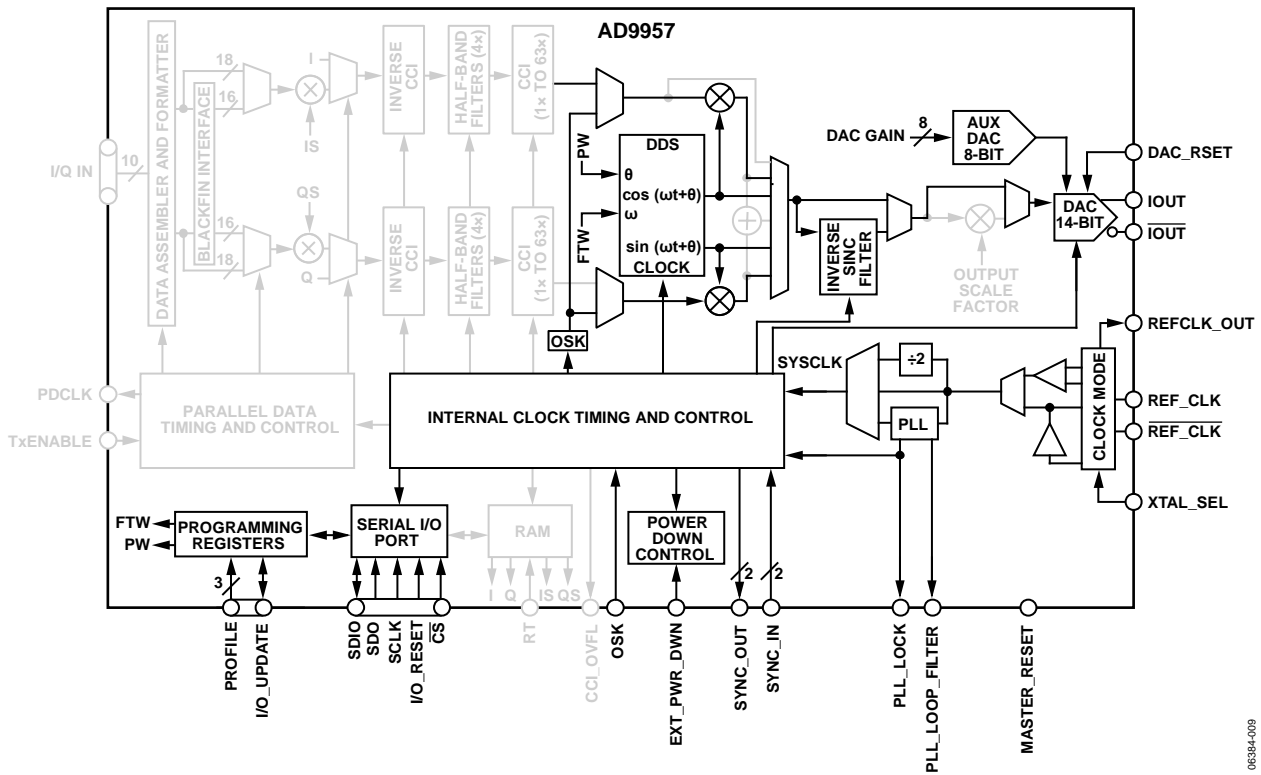 AD9957
I/Q IN
10
DATA ASSEMBLER AND FORMATTER
BLACKFIN INTERFACE
18
16
16
18
I
IS
QS
Q
INVERSE
CCI
HALF-BAND
FILTERS (4×)
CCI
(1× TO 63×)
INVERSE
CCI
HALF-BAND
FILTERS (4×)
CCI
(1× TO 63×)
PW
FTW
DDS
θ
cos (ωt+θ)
ω
sin (ωt+θ)
CLOCK
OSK
INVERSE
SINC
FILTER
OUTPUT
SCALE
FACTOR
DAC GAIN
8
AUX
DAC
8-BIT
DAC
14-BIT
DAC_RSET
IOUT
IOUT
PDCLK
TxENABLE
PARALLEL DATA
TIMING AND CONTROL
INTERNAL CLOCK TIMING AND CONTROL
SYSCLK
÷2
PLL
CLOCK MODE
REFCLK_OUT
REF_CLK
REF_CLK
XTAL_SEL
FTW
PW
PROGRAMMING
REGISTERS
SERIAL I/O
PORT
RAM
POWER
DOWN
CONTROL
3
I
Q
IS
QS
2
2
PROFILE
I/O_UPDATE
SDIO
SDO
SCLK
I/O_RESET
CS
RT
CCI_OVFL
OSK
EXT_PWR_DWN
SYNC_OUT
SYNC_IN
PLL_LOCK
PLL_LOOP_FILTER
MASTER_RESET
06384-009